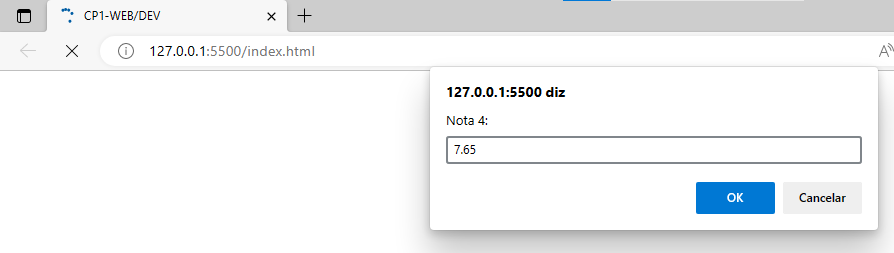 CP1-WEB/DEV
127.0.0.1:5500/index.html
A
127.0.0.1:5500 diz
Nota 4:
7.65
OK
Cancelar